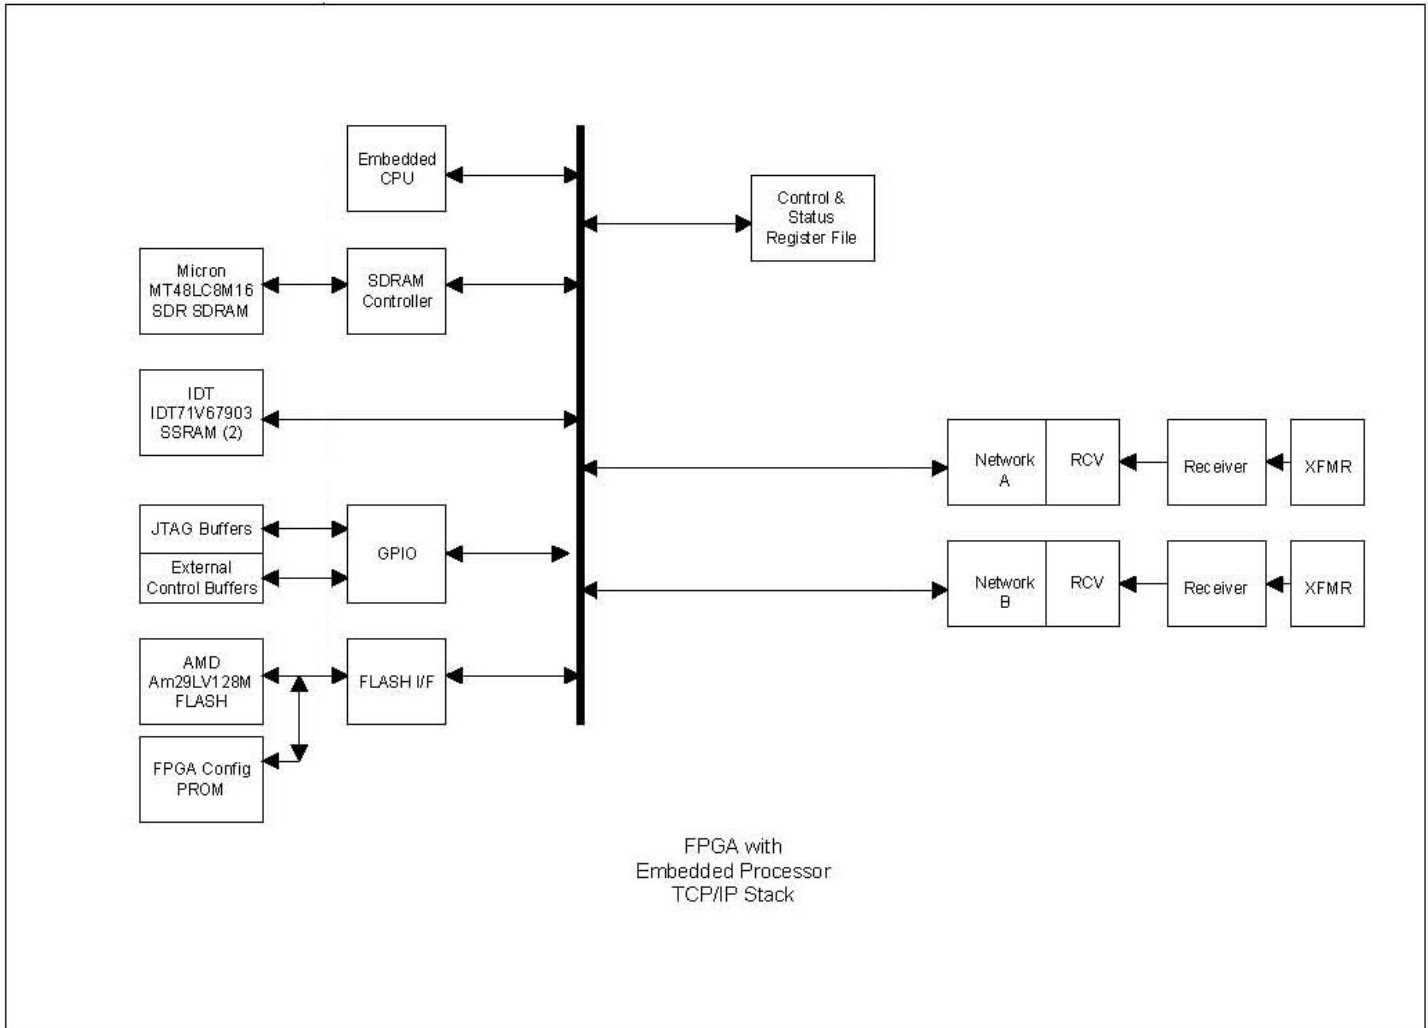 Embedded
CPU
Control &
Status
Register File
Micron
MT48LC8M16
SDR SDRAM
SDRAM
Controller
IDT
IDT71V67903
SSRAM (2)
Network
A
RCV
Receiver
XFMR
JTAG Buffers
External
Control Buffers
GPIO
Network
B
RCV
Receiver
XFMR
AMD
Am29LV128M
FLASH
FLASH I/F
FPGA Config
PROM
FPGA with
Embedded Processor
TCP/IP Stack